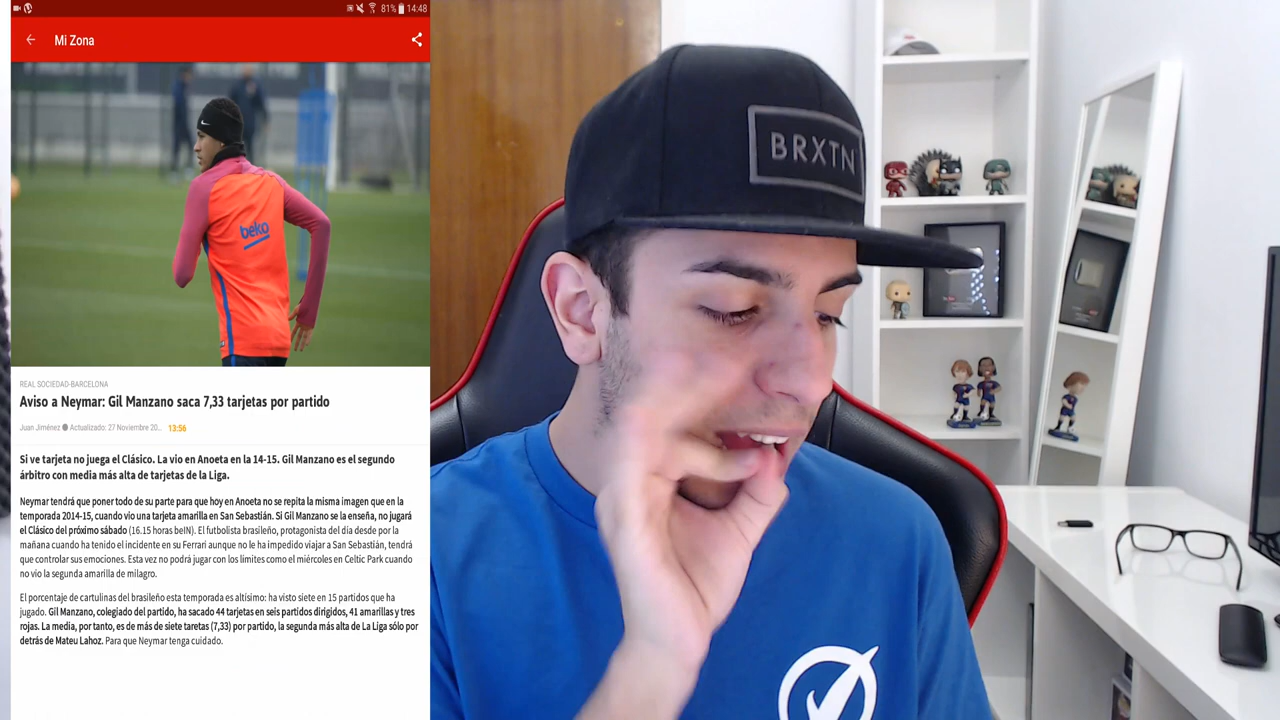 81% 14:48
Mi Zona
beko
REAL SOCIEDAD-BARCELONA
Aviso a Neymar: Gil Manzano saca 7,33 tarjetas por partido
Juan Jiménez Actualizado: 27 Noviembre 20... 13:56
Si ve tarjeta no juega el Clásico. La vio en Anoeta en la 14-15. Gil Manzano es el segundo
árbitro con media más alta de tarjetas de la Liga.
Neymar tendrá que poner todo de su parte para que hoy en Anoeta no se repita la misma imagen que en la
temporada 2014-15, cuando vio una tarjeta amarilla en San Sebastián. Si Gil Manzano se la enseña, no jugará
el Clásico del próximo sábado (16.15 horas beIN). El futbolista brasileño, protagonista del día desde por la
mañana cuando ha tenido el incidente en su Ferrari aunque no le ha impedido viajar a San Sebastián, tendrá
que controlar sus emociones. Esta vez no podrá jugar con los límites como el miércoles en Celtic Park cuando
no vio la segunda amarilla de milagro.
El porcentaje de cartulinas del brasileño esta temporada es altísimo: ha visto siete en 15 partidos que ha
jugado. Gil Manzano, colegiado del partido, ha sacado 44 tarjetas en seis partidos dirigidos, 41 amarillas y tres
rojas. La media, por tanto, es de más de siete taretas (7,33) por partido, la segunda más alta de La Liga sólo por
detrás de Mateu Lahoz. Para que Neymar tenga cuidado.
BRXTN